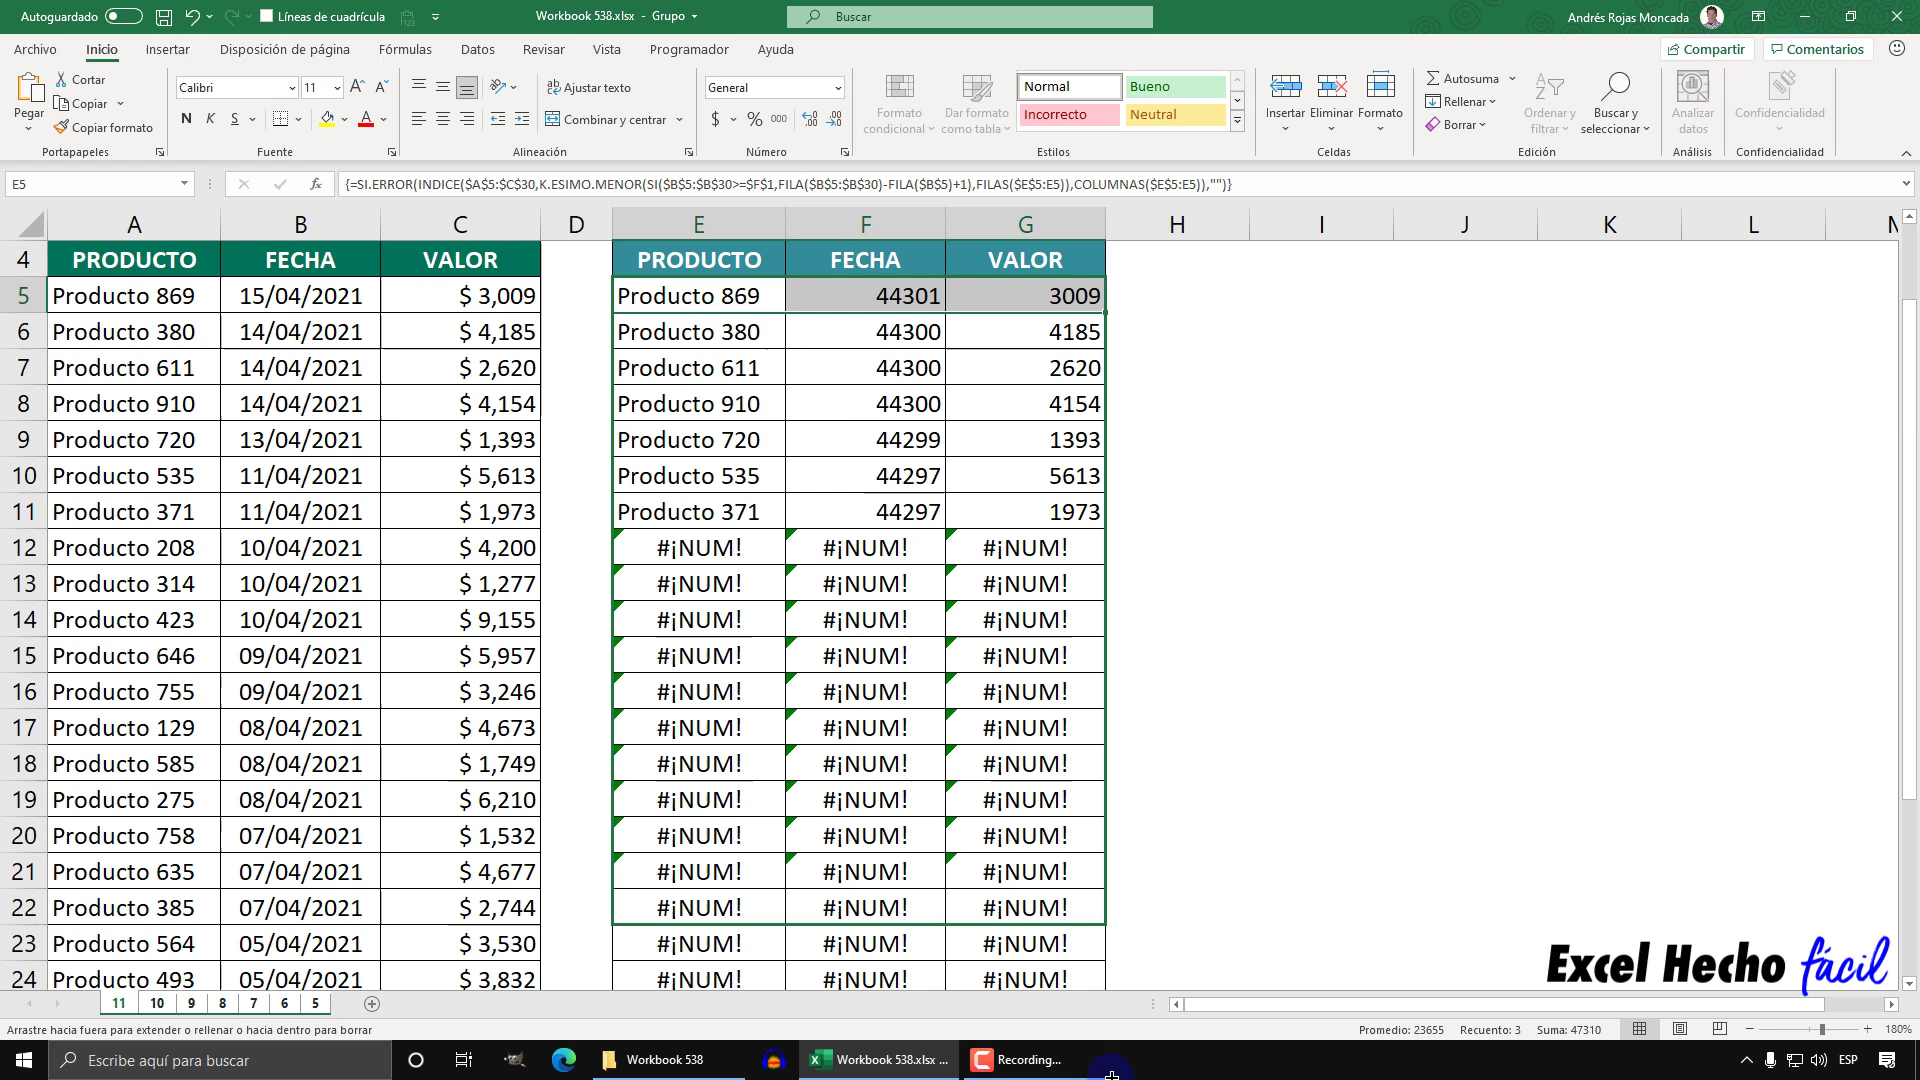 Autoguardado Líneas de cuadrícula Workbook 538.xlsx - Grupo Buscar Andrés Rojas Moncada
Archivo Inicio Insertar Disposición de página Fórmulas Datos Revisar Vista Programador Ayuda Compartir Comentarios
Pegar Cortar Copiar Copiar formato Portapapeles
Calibri 11 N K S A Fuente
Ajustar texto Combinar y centrar Alineación
General $ % 000 Número
Formato condicional Dar formato como tabla Normal Bueno Incorrecto Neutral Estilos
Insertar Eliminar Formato Celdas
Autosuma Rellenar Borrar Ordenar y filtrar Buscar y seleccionar Edición
Analizar datos Análisis
Confidencialidad Confidencialidad
E5 fx {=SI.ERROR(INDICE($A$5:$C$30,K.ESIMO.MENOR(SI($B$5:$B$30>=$F$1,FILA($B$5:$B$30)-FILA($B$5)+1),FILAS($E$5:E5)),COLUMNAS($E$5:E5)),"")}
A B C D E F G H I J K L
4 PRODUCTO FECHA VALOR PRODUCTO FECHA VALOR
5 Producto 869 15/04/2021 $ 3,009 Producto 869 44301 3009
6 Producto 380 14/04/2021 $ 4,185 Producto 380 44300 4185
7 Producto 611 14/04/2021 $ 2,620 Producto 611 44300 2620
8 Producto 910 14/04/2021 $ 4,154 Producto 910 44300 4154
9 Producto 720 13/04/2021 $ 1,393 Producto 720 44299 1393
10 Producto 535 11/04/2021 $ 5,613 Producto 535 44297 5613
11 Producto 371 11/04/2021 $ 1,973 Producto 371 44297 1973
12 Producto 208 10/04/2021 $ 4,200 #¡NUM! #¡NUM! #¡NUM!
13 Producto 314 10/04/2021 $ 1,277 #¡NUM! #¡NUM! #¡NUM!
14 Producto 423 10/04/2021 $ 9,155 #¡NUM! #¡NUM! #¡NUM!
15 Producto 646 09/04/2021 $ 5,957 #¡NUM! #¡NUM! #¡NUM!
16 Producto 755 09/04/2021 $ 3,246 #¡NUM! #¡NUM! #¡NUM!
17 Producto 129 08/04/2021 $ 4,673 #¡NUM! #¡NUM! #¡NUM!
18 Producto 585 08/04/2021 $ 1,749 #¡NUM! #¡NUM! #¡NUM!
19 Producto 275 08/04/2021 $ 6,210 #¡NUM! #¡NUM! #¡NUM!
20 Producto 758 07/04/2021 $ 1,532 #¡NUM! #¡NUM! #¡NUM!
21 Producto 635 07/04/2021 $ 4,677 #¡NUM! #¡NUM! #¡NUM!
22 Producto 385 07/04/2021 $ 2,744 #¡NUM! #¡NUM! #¡NUM!
23 Producto 564 05/04/2021 $ 3,530 #¡NUM! #¡NUM! #¡NUM!
24 Producto 493 05/04/2021 $ 3,832 #¡NUM! #¡NUM! #¡NUM!
Excel Hecho fácil
11 10 9 8 7 6 5
Arrastre hacia fuera para extender o rellenar o hacia dentro para borrar Promedio: 23655 Recuento: 3 Suma: 47310 180%
Escribe aquí para buscar Workbook 538 Workbook 538.xlsx ... Recording... ESP